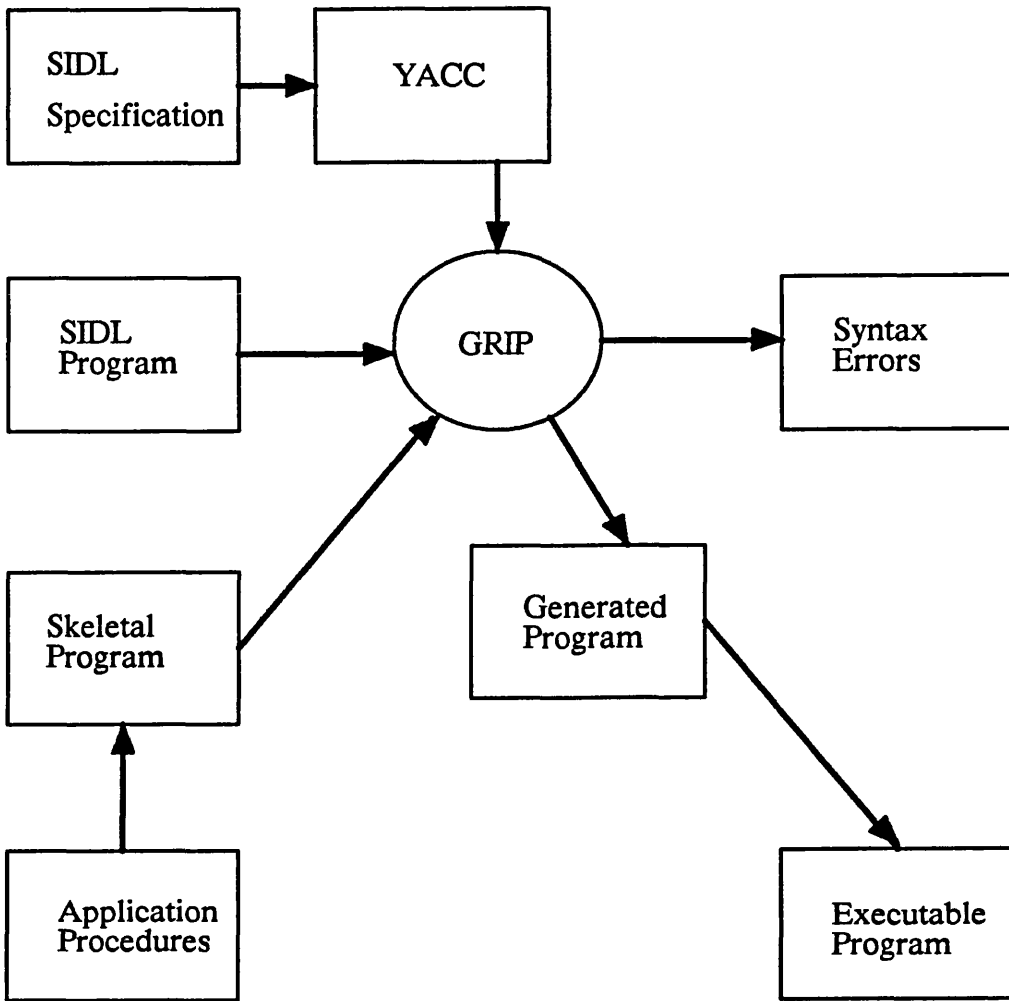 SIDL
Specification
YACC
SIDL
Program
GRIP
Syntax
Errors
Skeletal
Program
Generated
Program
Application
Procedures
Executable
Program